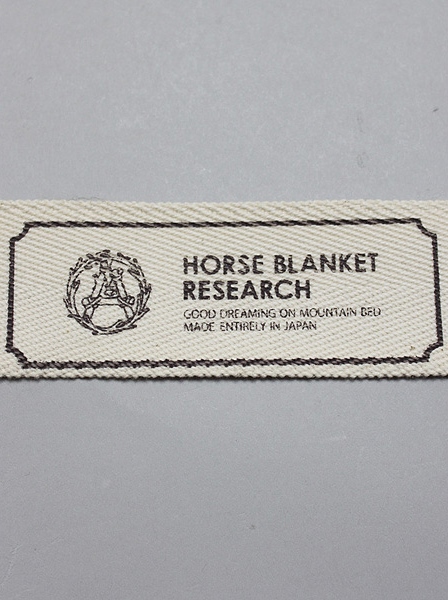 HORSE BLANKET
RESEARCH
GOOD DREAMING ON MOUNTAIN BED
MADE ENTIRELY IN JAPAN